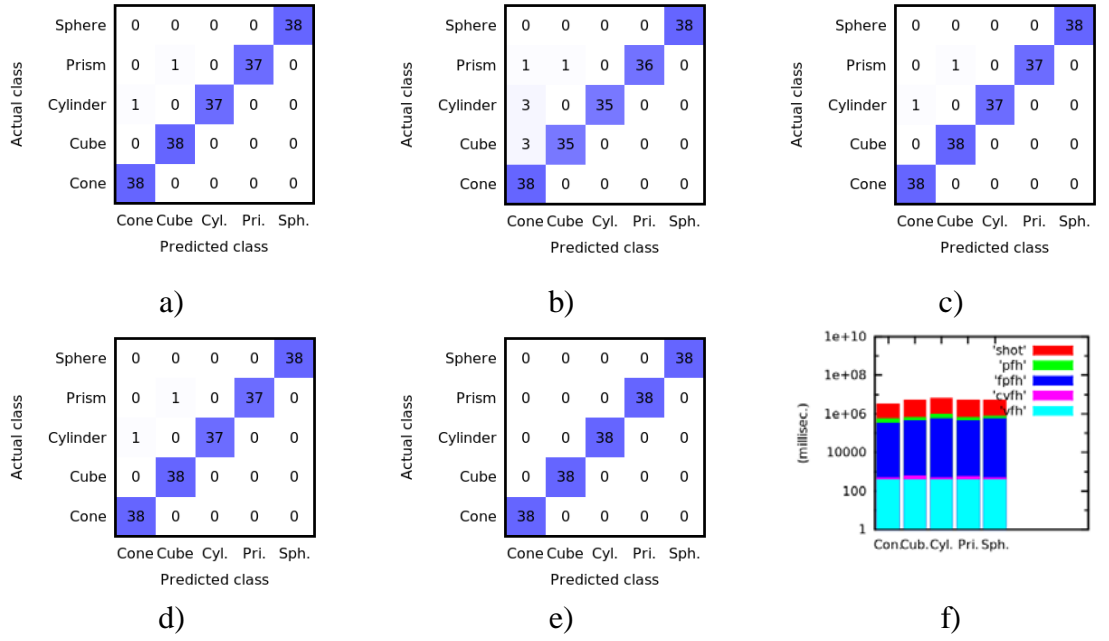 Actual class
Sphere 0 0 0 0 38
Prism 0 1 0 37 0
Cylinder 1 0 37 0 0
Cube 0 38 0 0 0
Cone 38 0 0 0 0
Cone Cube Cyl. Pri. Sph.
Predicted class
a)
Actual class
Sphere 0 0 0 0 38
Prism 1 1 0 36 0
Cylinder 3 0 35 0 0
Cube 3 35 0 0 0
Cone 38 0 0 0 0
Cone Cube Cyl. Pri. Sph.
Predicted class
b)
Actual class
Sphere 0 0 0 0 38
Prism 0 1 0 37 0
Cylinder 1 0 37 0 0
Cube 0 38 0 0 0
Cone 38 0 0 0 0
Cone Cube Cyl. Pri. Sph.
Predicted class
c)
Actual class
Sphere 0 0 0 0 38
Prism 0 1 0 37 0
Cylinder 1 0 37 0 0
Cube 0 38 0 0 0
Cone 38 0 0 0 0
Cone Cube Cyl. Pri. Sph.
Predicted class
d)
Actual class
Sphere 0 0 0 0 38
Prism 0 0 0 38 0
Cylinder 0 0 38 0 0
Cube 0 38 0 0 0
Cone 38 0 0 0 0
Cone Cube Cyl. Pri. Sph.
Predicted class
e)
(millisec.)
1e+10
1e+08
1e+06
10000
100
1
'shot'
'pfh'
'fpfh'
'cvfh'
'vfh'
Con. Cub. Cyl. Pri. Sph.
f)